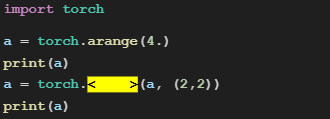 import torch
a = torch.arange(4.)
print(a)
a = torch.<    >(a, (2,2))
print(a)